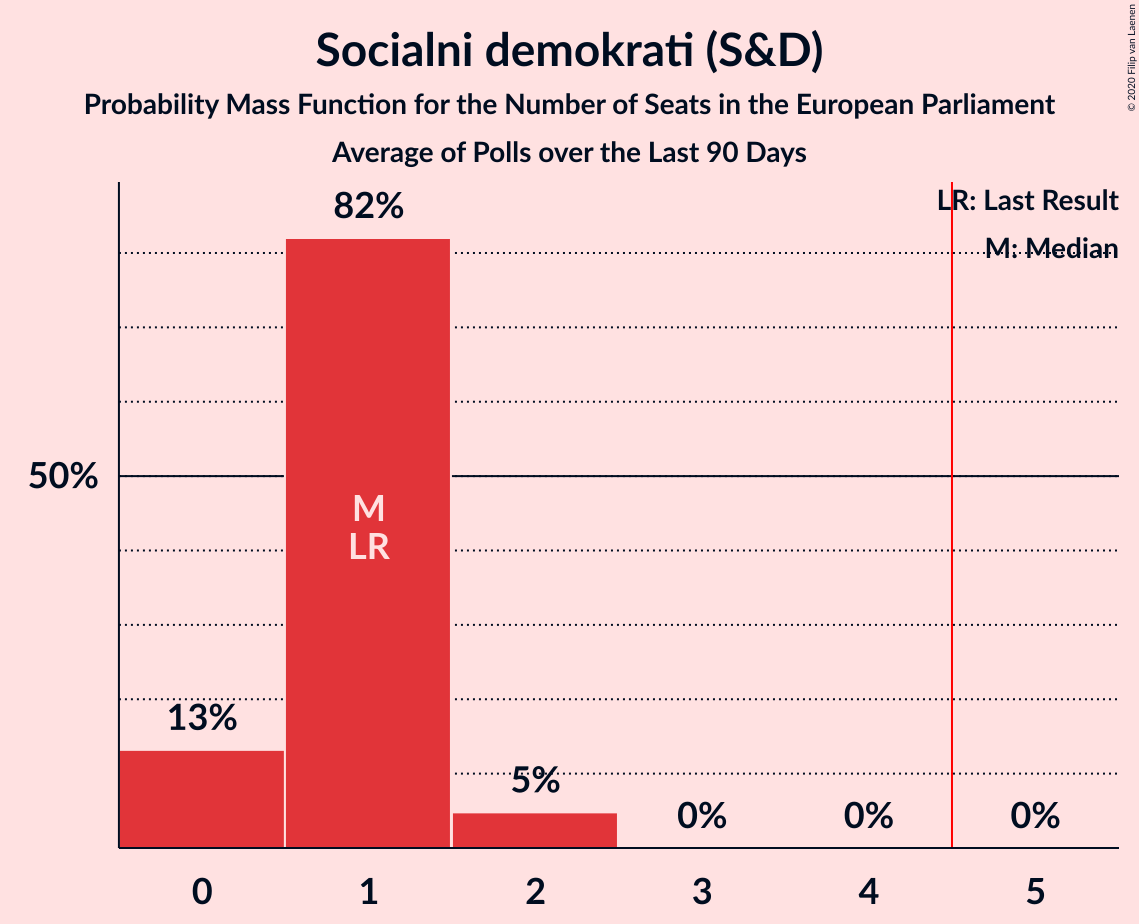 Socialni demokrati (S&D)
Probability Mass Function for the Number of Seats in the European Parliament
Average of Polls over the Last 90 Days
© 2020 Filip van Laenen
LR: Last Result
M: Median
82%
50%
M
LR
13%
5%
0%
0%
0%
0
1
2
3
4
5